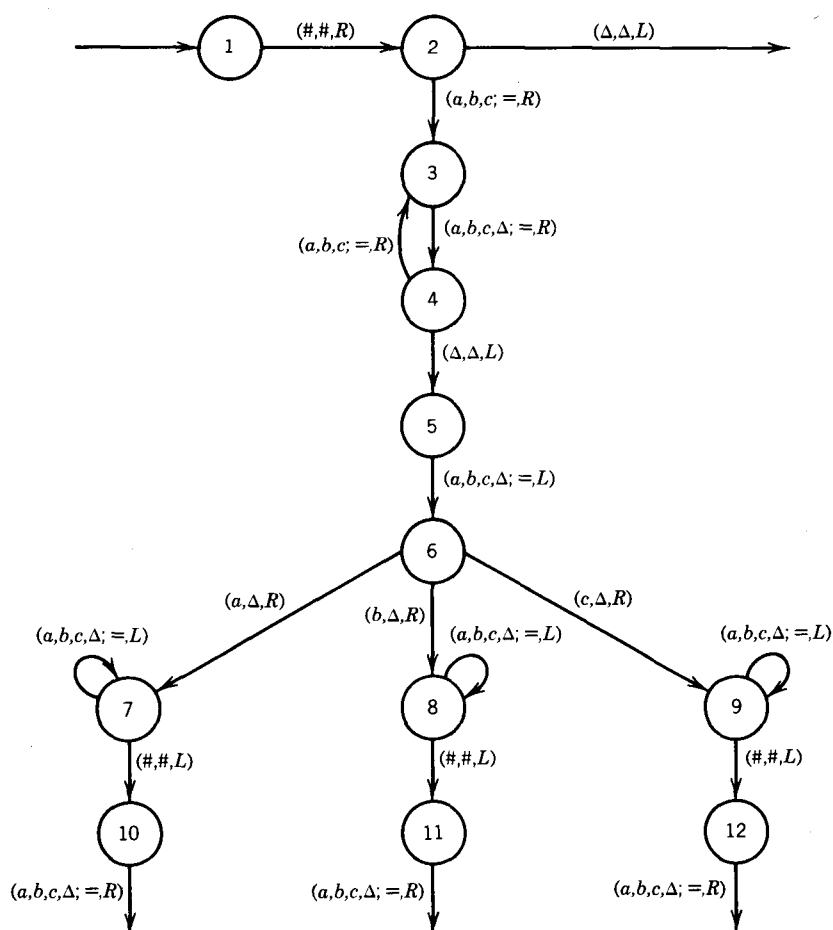 (#,#,R)
(Δ,Δ,L)
1
2
(a,b,c; =,R)
3
(a,b,c; =,R)
(a,b,c,Δ; =,R)
4
(Δ,Δ,L)
5
(a,b,c,Δ; =,L)
6
(a,Δ,R)
(b,Δ,R)
(c,Δ,R)
(a,b,c,Δ; =,L)
(a,b,c,Δ; =,L)
(a,b,c,Δ; =,L)
7
8
9
(#,#,L)
(#,#,L)
(#,#,L)
10
11
12
(a,b,c,Δ; =,R)
(a,b,c,Δ; =,R)
(a,b,c,Δ; =,R)